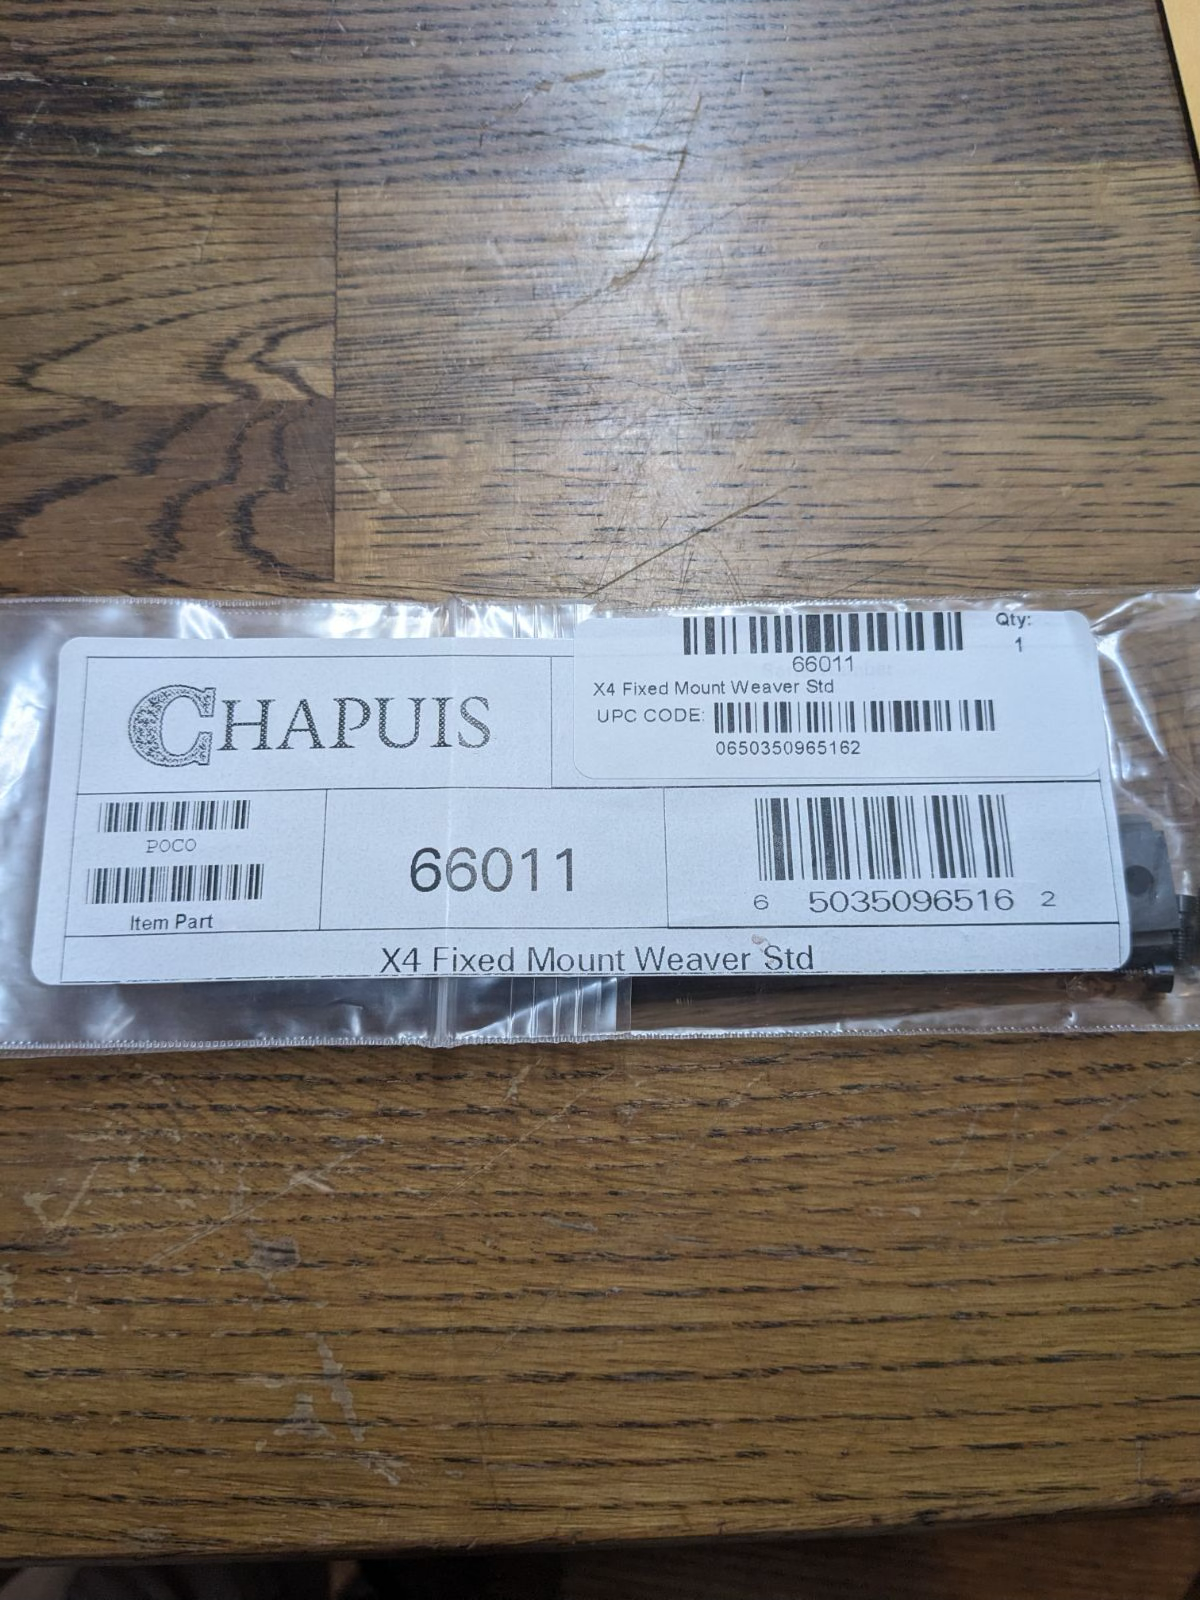 CHAPUIS
Qty:
1
66011
X4 Fixed Mount Weaver Std
UPC CODE:
0650350965162
POCO
Item Part
66011
6 5035096516 2
X4 Fixed Mount Weaver Std